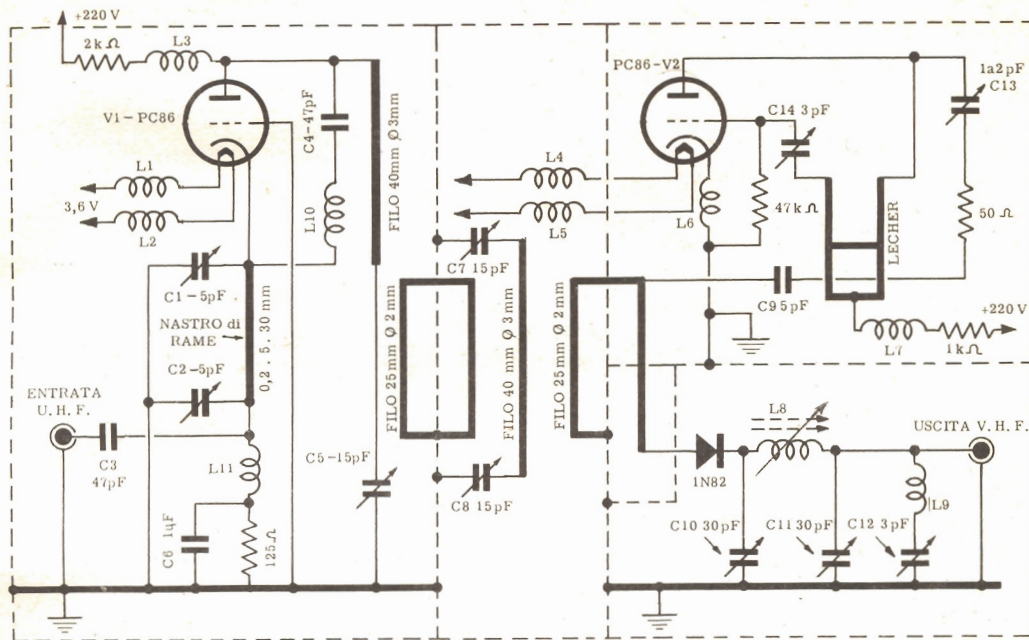 +220 V
2kΩ
L3
V1-PC86
C4-47pF
L1
3,6 V
L2
L10
FILO 40mm Ø 3mm
C1-5pF
NASTRO di
RAME
0,2 . 5 . 30 mm
C2-5pF
ENTRATA
U. H. F.
C3
47pF
L11
C5-15pF
C6 1µF
125Ω
L4
L5
C7 15pF
FILO 25mm Ø 2mm
FILO 40 mm Ø 3mm
C8 15pF
PC86-V2
L6
47kΩ
C14 3pF
1a2pF
C13
50 Ω
LECHER
C9 5pF
+220 V
L7
1kΩ
FILO 25mm Ø 2mm
L8
USCITA V. H. F.
1N82
L9
C10 30pF
C11 30pF
C12 3pF